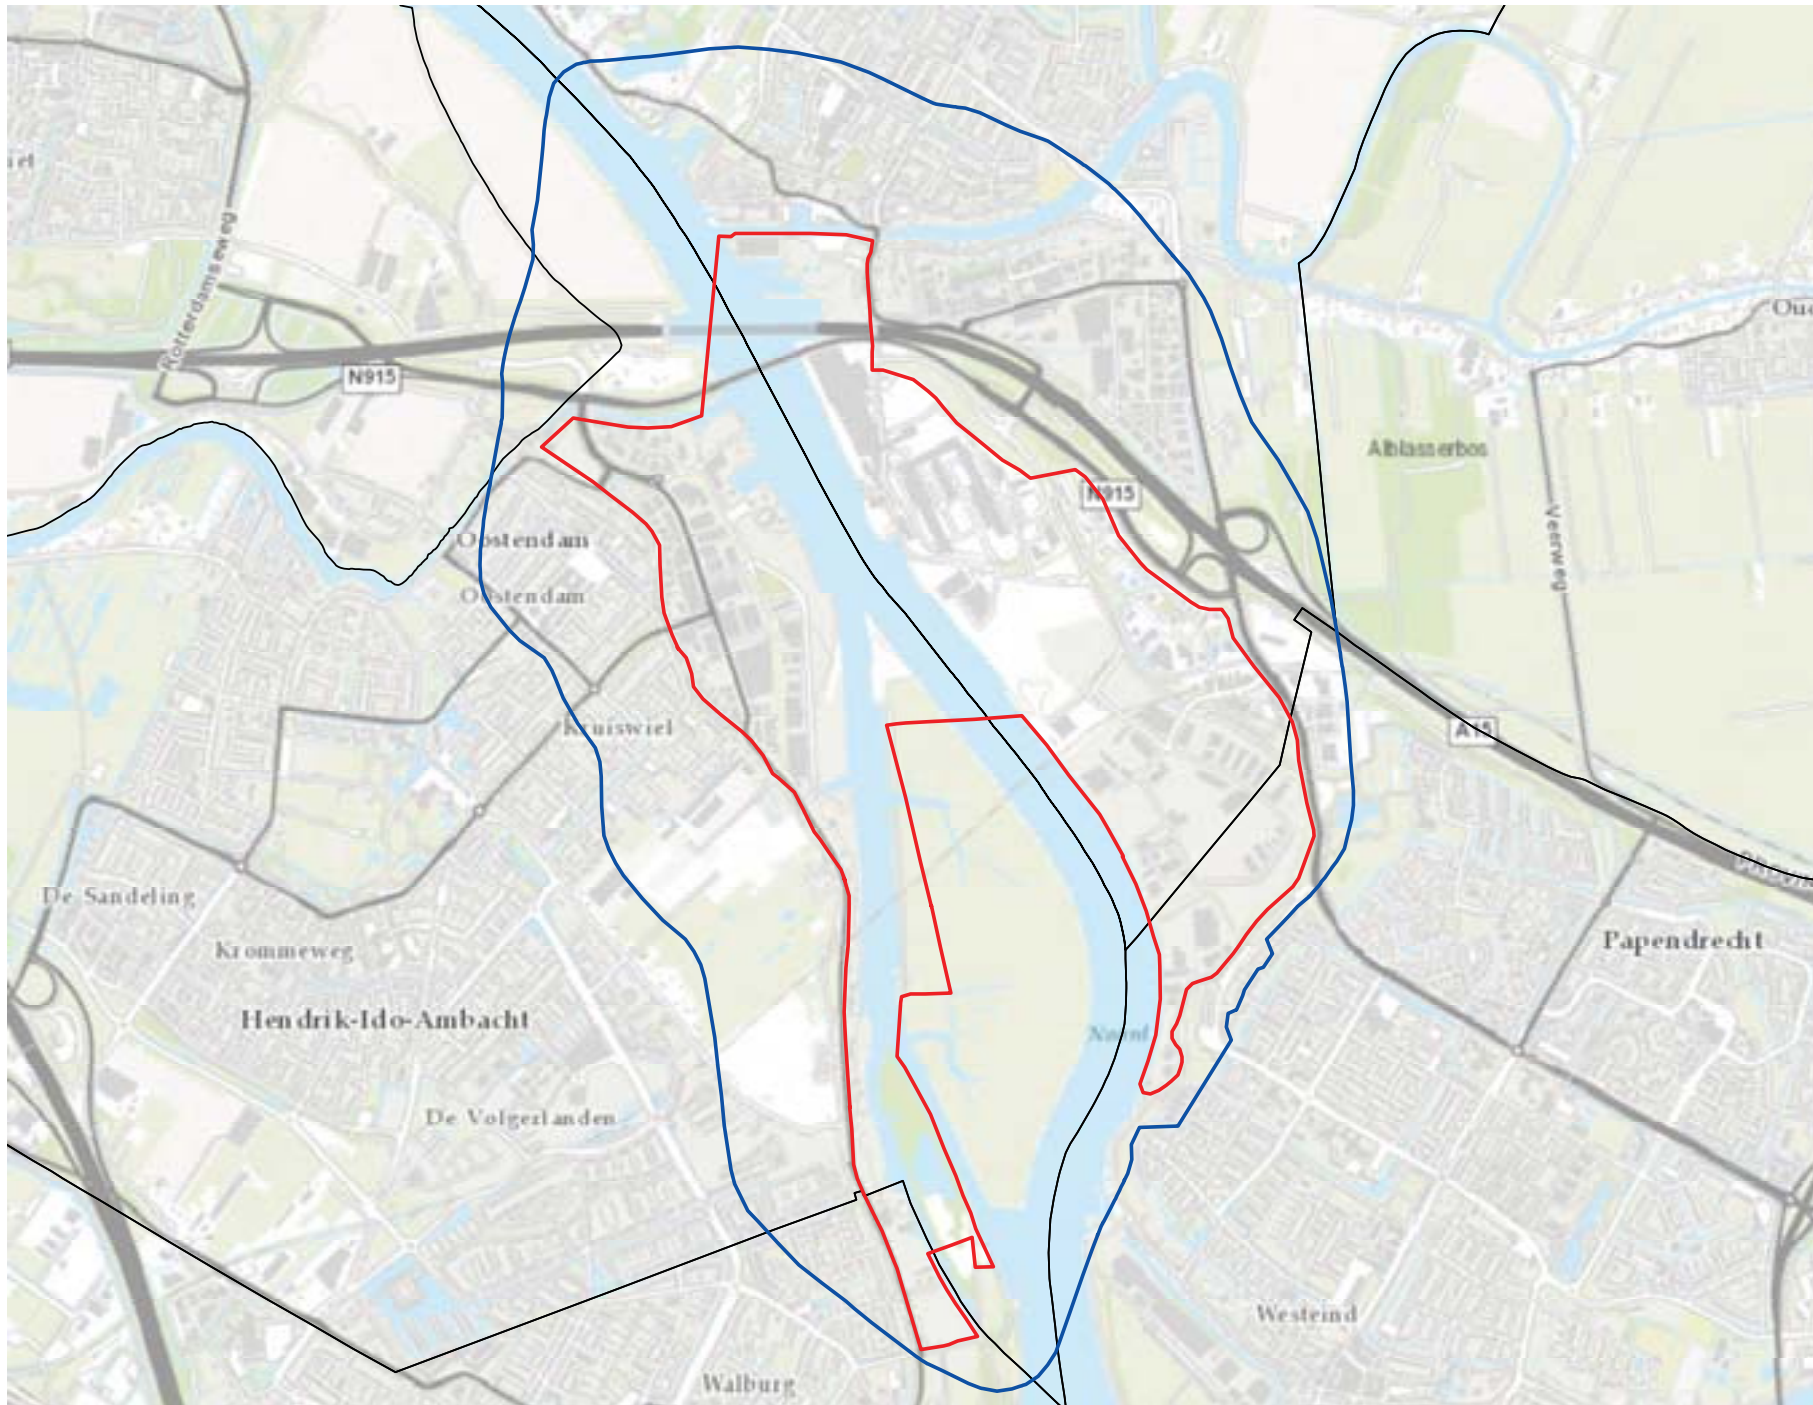 Rotterdamseweg
N915
Oostendam
Oostendam
Kruiswiel
De Sandeling
Krommeweg
Hendrik-Ido-Ambacht
De Volgerlanden
Walburg
N915
Alblasserbos
Veerweg
A15
Papendrecht
Noord
Westeind